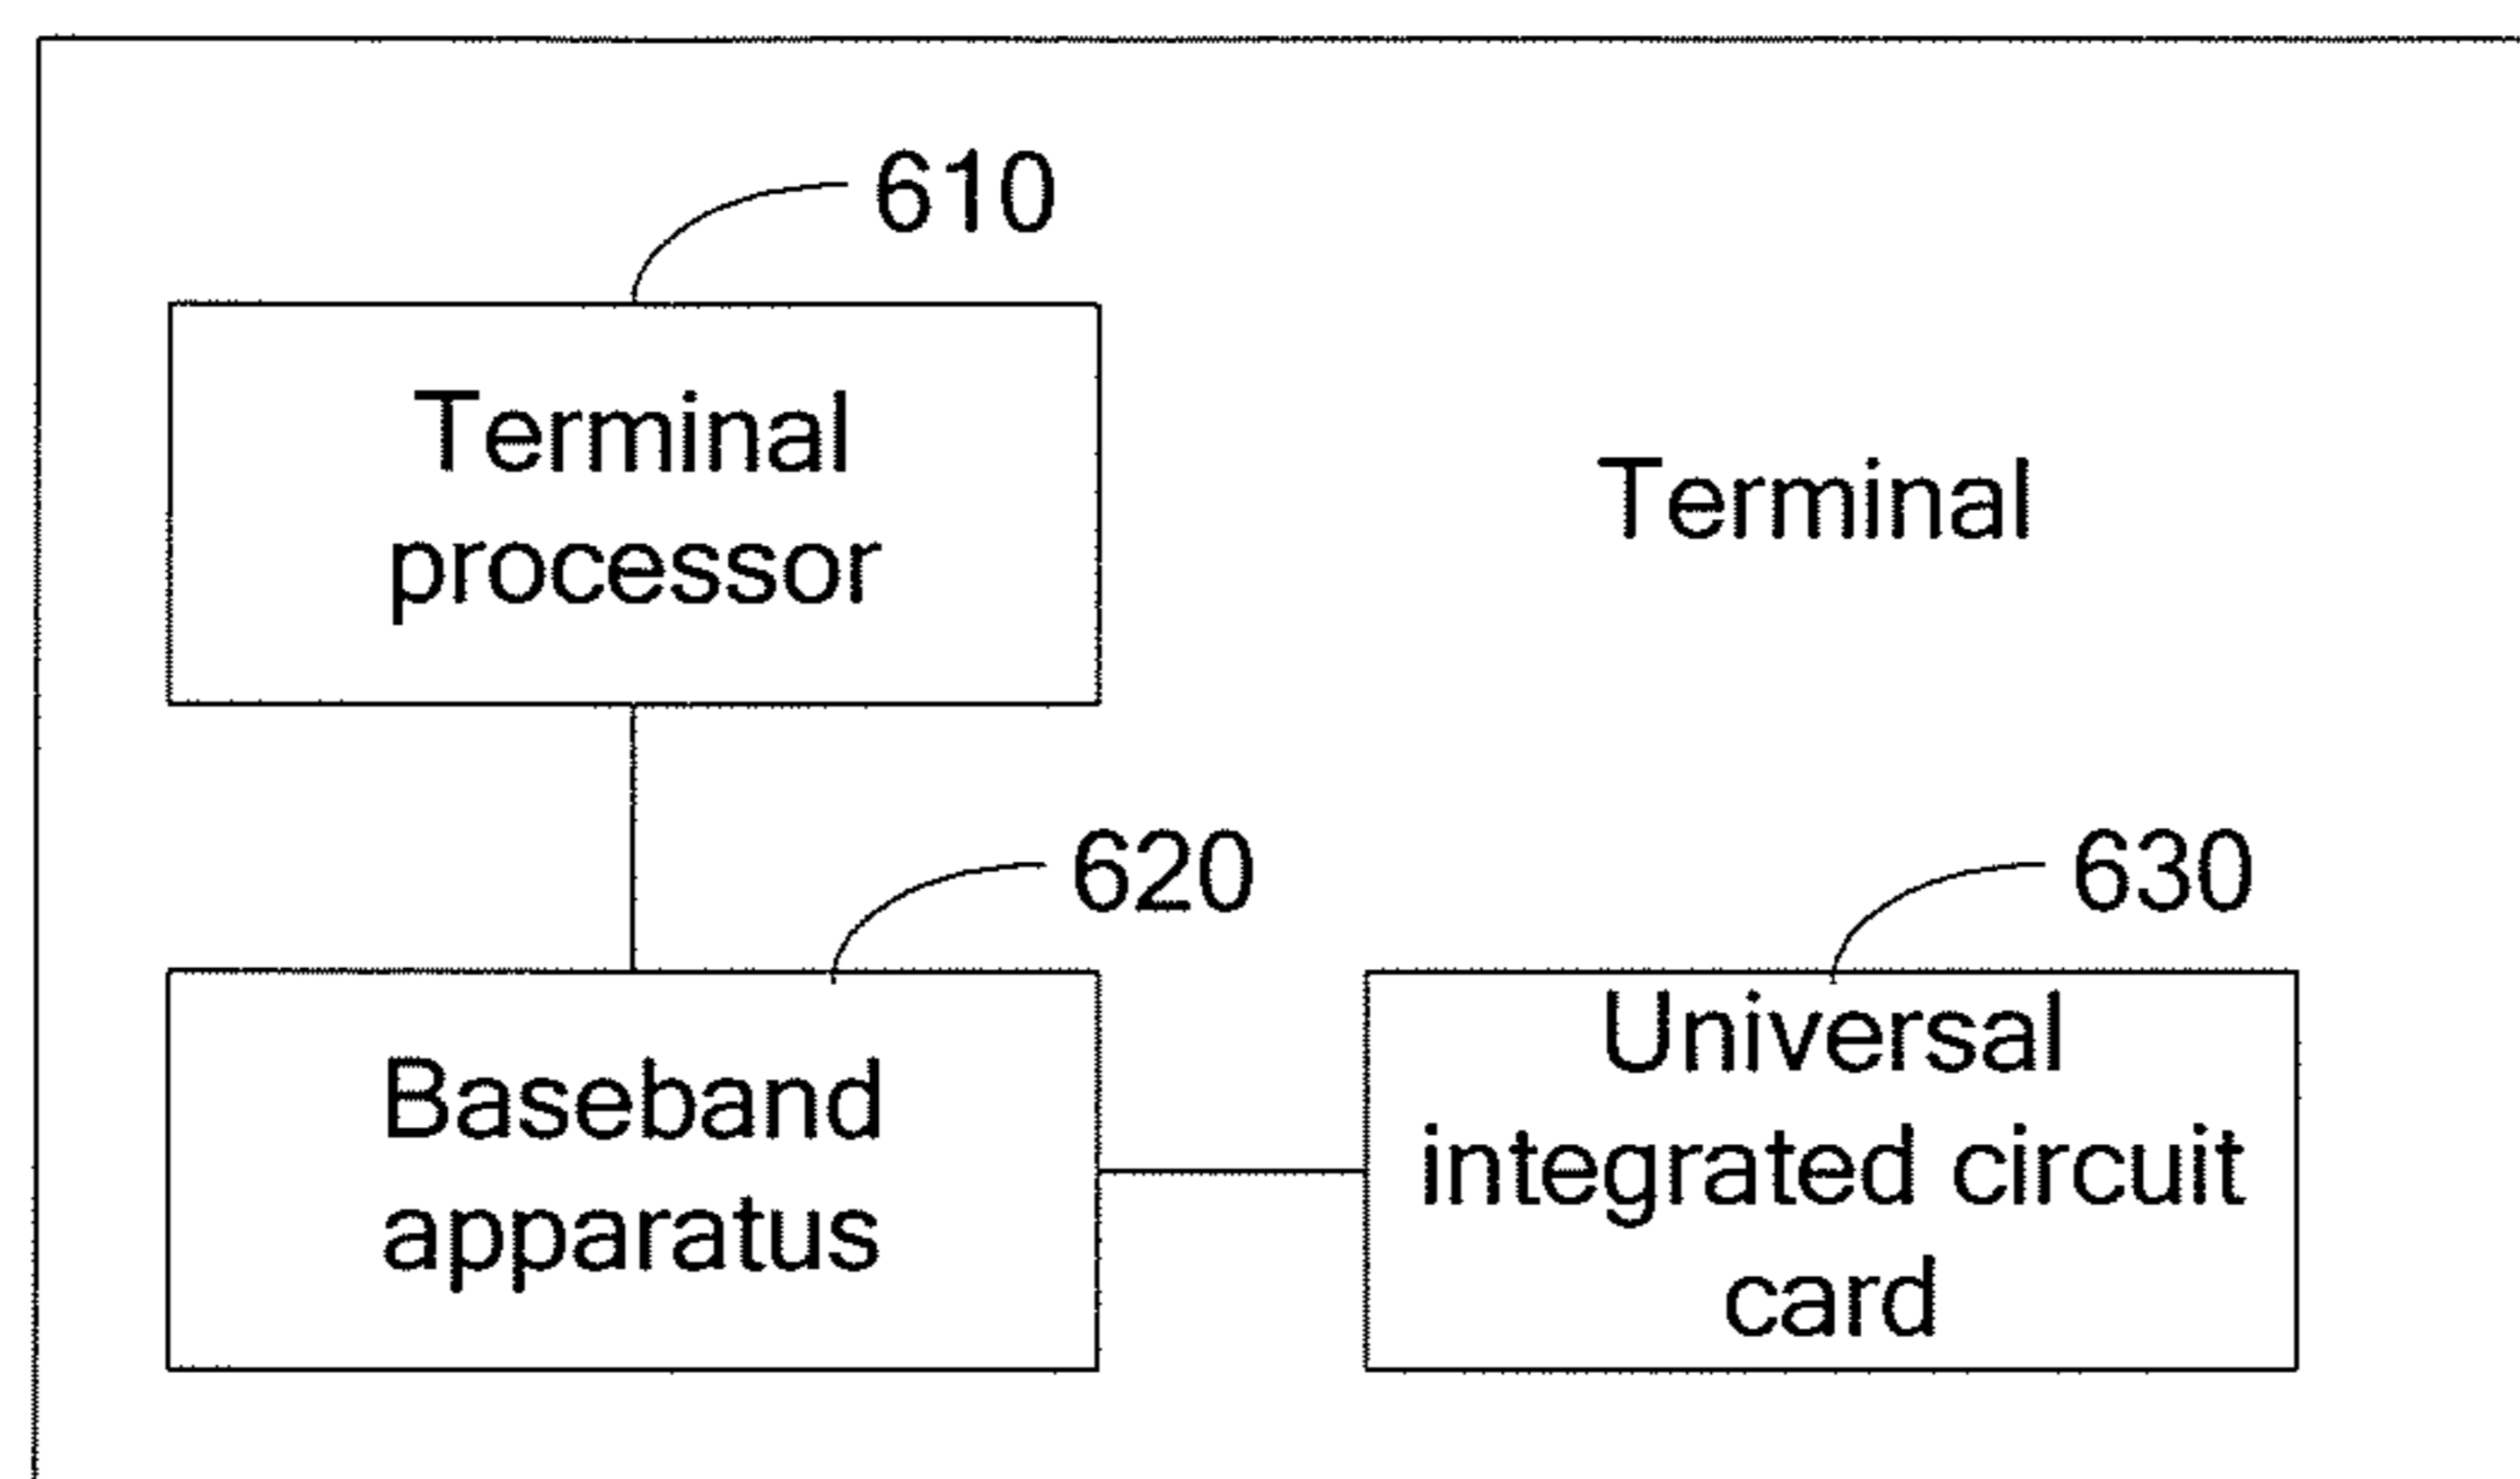 610
Terminal
processor
Terminal
620
630
Baseband
apparatus
Universal
integrated circuit
card